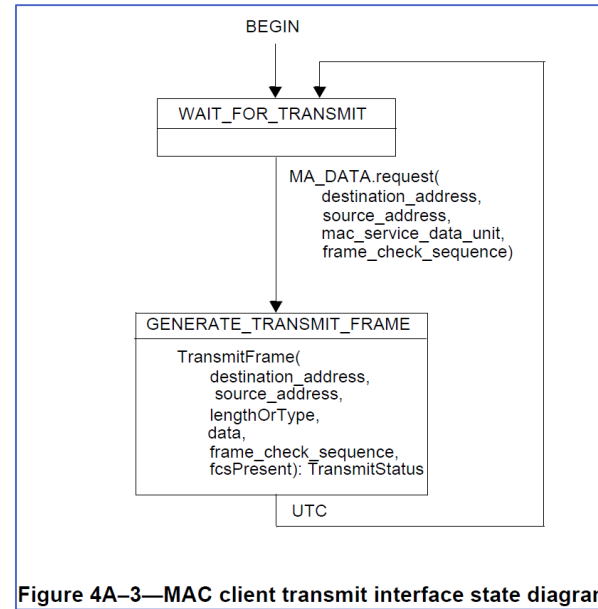 BEGIN
WAIT_FOR_TRANSMIT
MA_DATA.request(
destination_address,
source_address,
mac_service_data_unit,
frame_check_sequence)
GENERATE_TRANSMIT_FRAME
TransmitFrame(
destination_address,
source_address,
lengthOrType,
data,
frame_check_sequence,
fcsPresent): TransmitStatus
UTC
Figure 4A–3—MAC client transmit interface state diagra